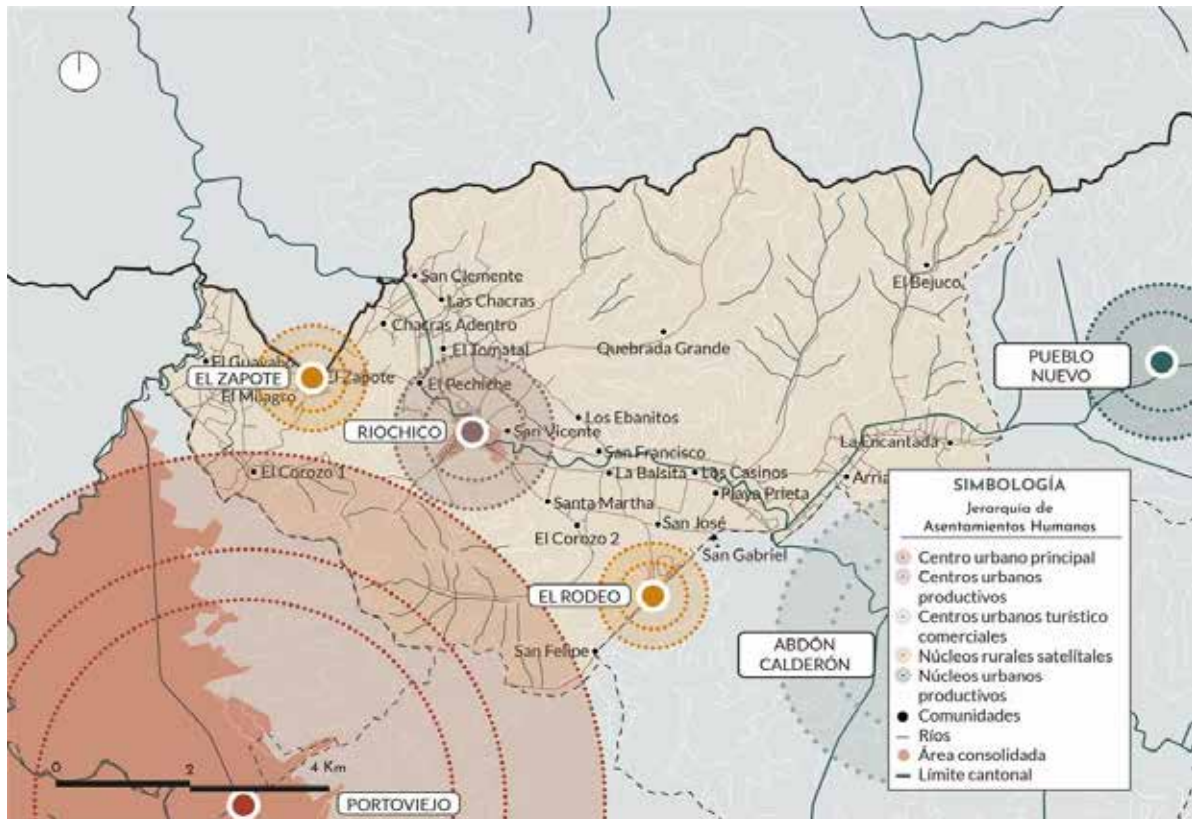 San Clemente
Las Chacras
Chacras Adentro
El Bejuco
El Tomatal
Quebrada Grande
El Guayabo
PUEBLO
NUEVO
EL ZAPOTE
El Zapote
El Pechiche
El Milagro
Los Ebanitos
RIOCHICO
San Vicente
La Encantada
San Francisco
El Corozo 1
La Balsita
Los Casinos
Playa Prieta
Santa Martha
San José
El Corozo 2
San Gabriel
EL RODEO
ABDÓN
CALDERÓN
San Felipe
SIMBOLOGÍA
Jerarquía de
Asentamientos Humanos
Centro urbano principal
Centros urbanos
productivos
Centros urbanos turístico
comerciales
Núcleos rurales satelitales
Núcleos urbanos
productivos
Comunidades
Ríos
Área consolidada
Límite cantonal
0 2 4 Km
PORTOVIEJO